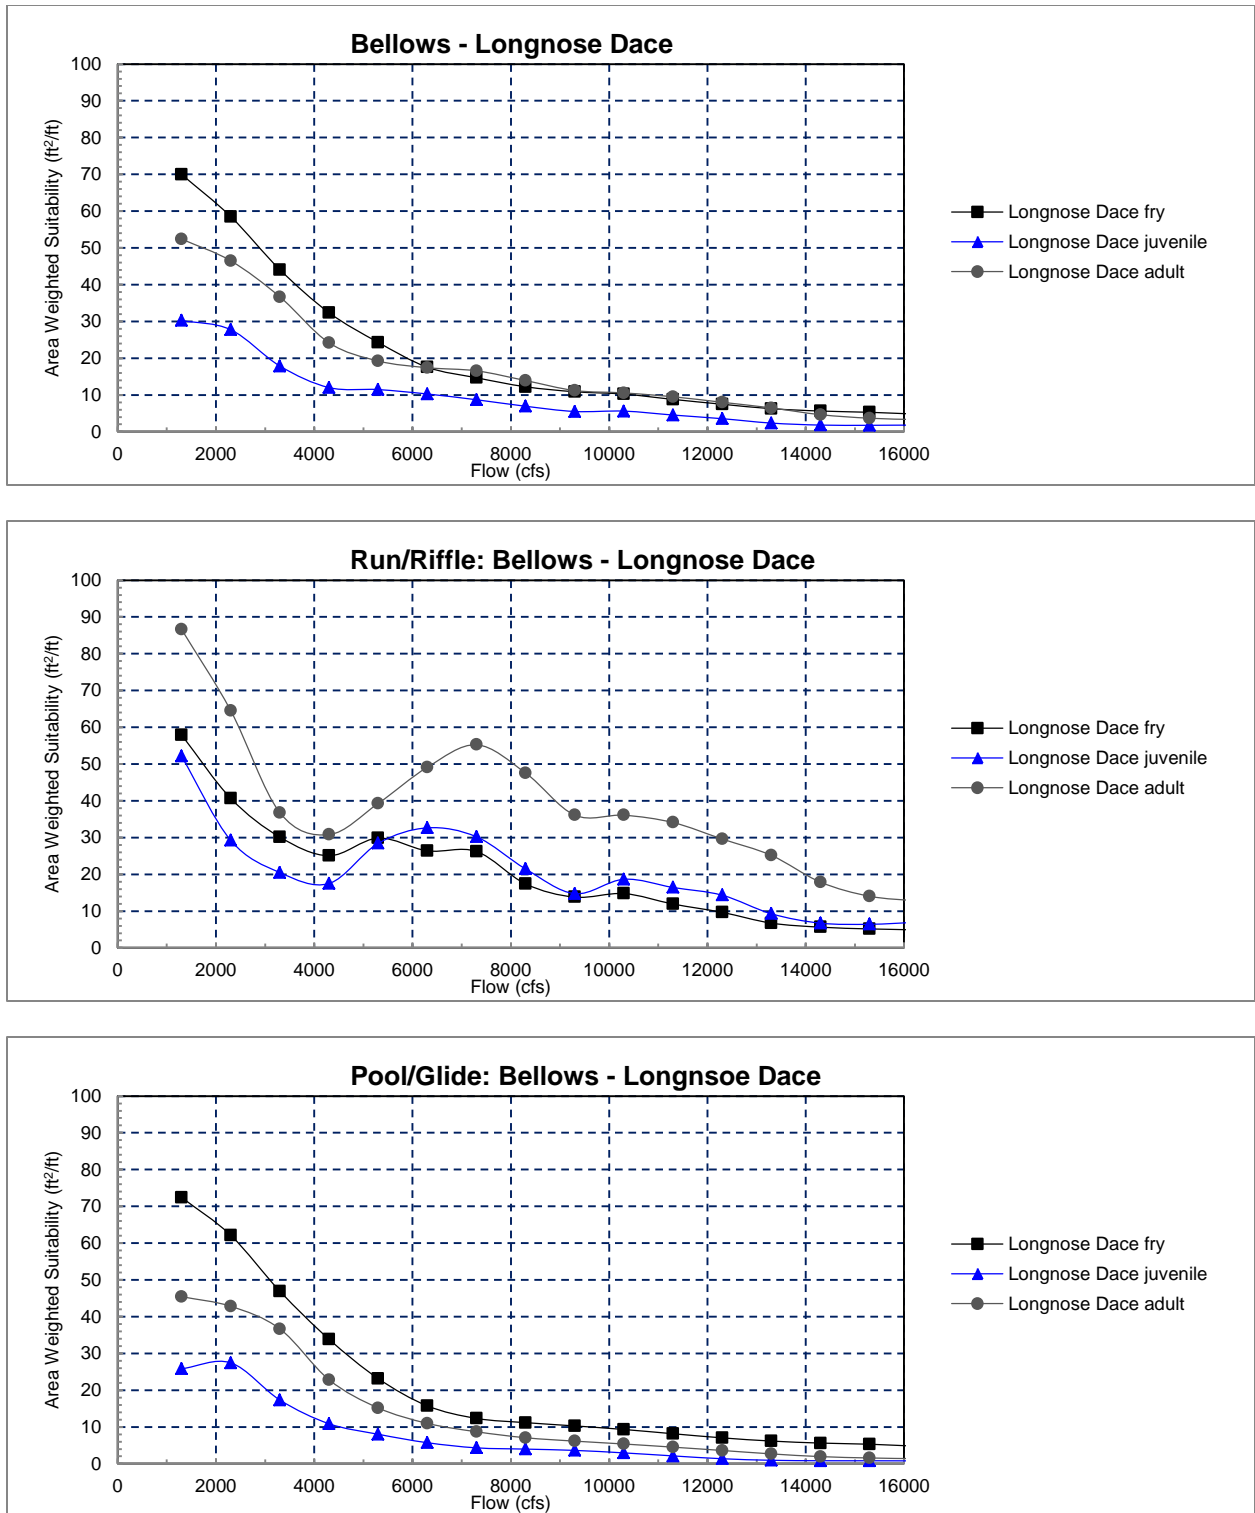 Bellows - Longnose Dace
Area Weighted Suitability (ft²/ft)
100
90
80
70
60
50
40
30
20
10
0
0 2000 4000 6000 8000 10000 12000 14000 16000
Flow (cfs)
Longnose Dace fry
Longnose Dace juvenile
Longnose Dace adult
Run/Riffle: Bellows - Longnose Dace
Area Weighted Suitability (ft²/ft)
100
90
80
70
60
50
40
30
20
10
0
0 2000 4000 6000 8000 10000 12000 14000 16000
Flow (cfs)
Longnose Dace fry
Longnose Dace juvenile
Longnose Dace adult
Pool/Glide: Bellows - Longnsoe Dace
Area Weighted Suitability (ft²/ft)
100
90
80
70
60
50
40
30
20
10
0
0 2000 4000 6000 8000 10000 12000 14000 16000
Flow (cfs)
Longnose Dace fry
Longnose Dace juvenile
Longnose Dace adult